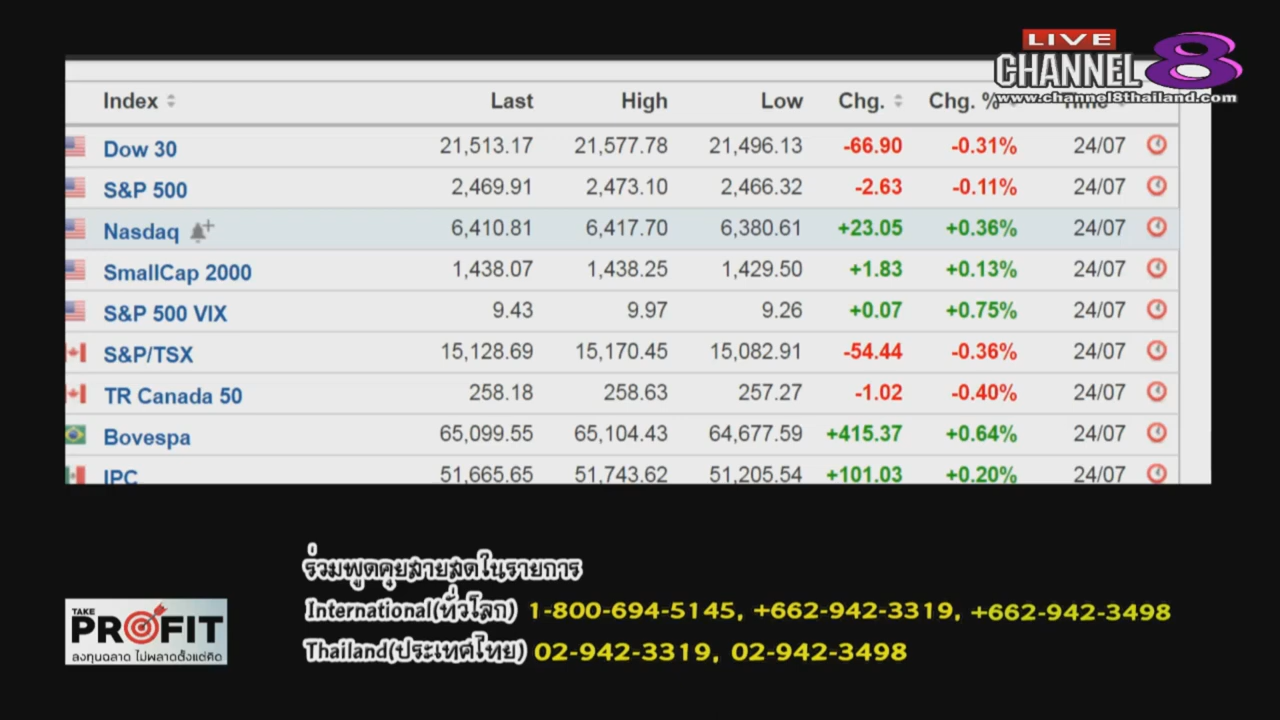 LIVE
CHANNEL 8
www.channel8thailand.com
Index Last High Low Chg. Chg. % Time
Dow 30 21,513.17 21,577.78 21,496.13 -66.90 -0.31% 24/07
S&P 500 2,469.91 2,473.10 2,466.32 -2.63 -0.11% 24/07
Nasdaq 6,410.81 6,417.70 6,380.61 +23.05 +0.36% 24/07
SmallCap 2000 1,438.07 1,438.25 1,429.50 +1.83 +0.13% 24/07
S&P 500 VIX 9.43 9.97 9.26 +0.07 +0.75% 24/07
S&P/TSX 15,128.69 15,170.45 15,082.91 -54.44 -0.36% 24/07
TR Canada 50 258.18 258.63 257.27 -1.02 -0.40% 24/07
Bovespa 65,099.55 65,104.43 64,677.59 +415.37 +0.64% 24/07
IPC 51,665.65 51,743.62 51,205.54 +101.03 +0.20% 24/07
ร่วมพูดคุยสายสดในรายการ
International(ทั่วโลก) 1-800-694-5145, +662-942-3319, +662-942-3498
Thailand(ประเทศไทย) 02-942-3319, 02-942-3498
TAKE
PROFIT
ลงทุนฉลาด ไม่พลาดตั้งแต่คิด